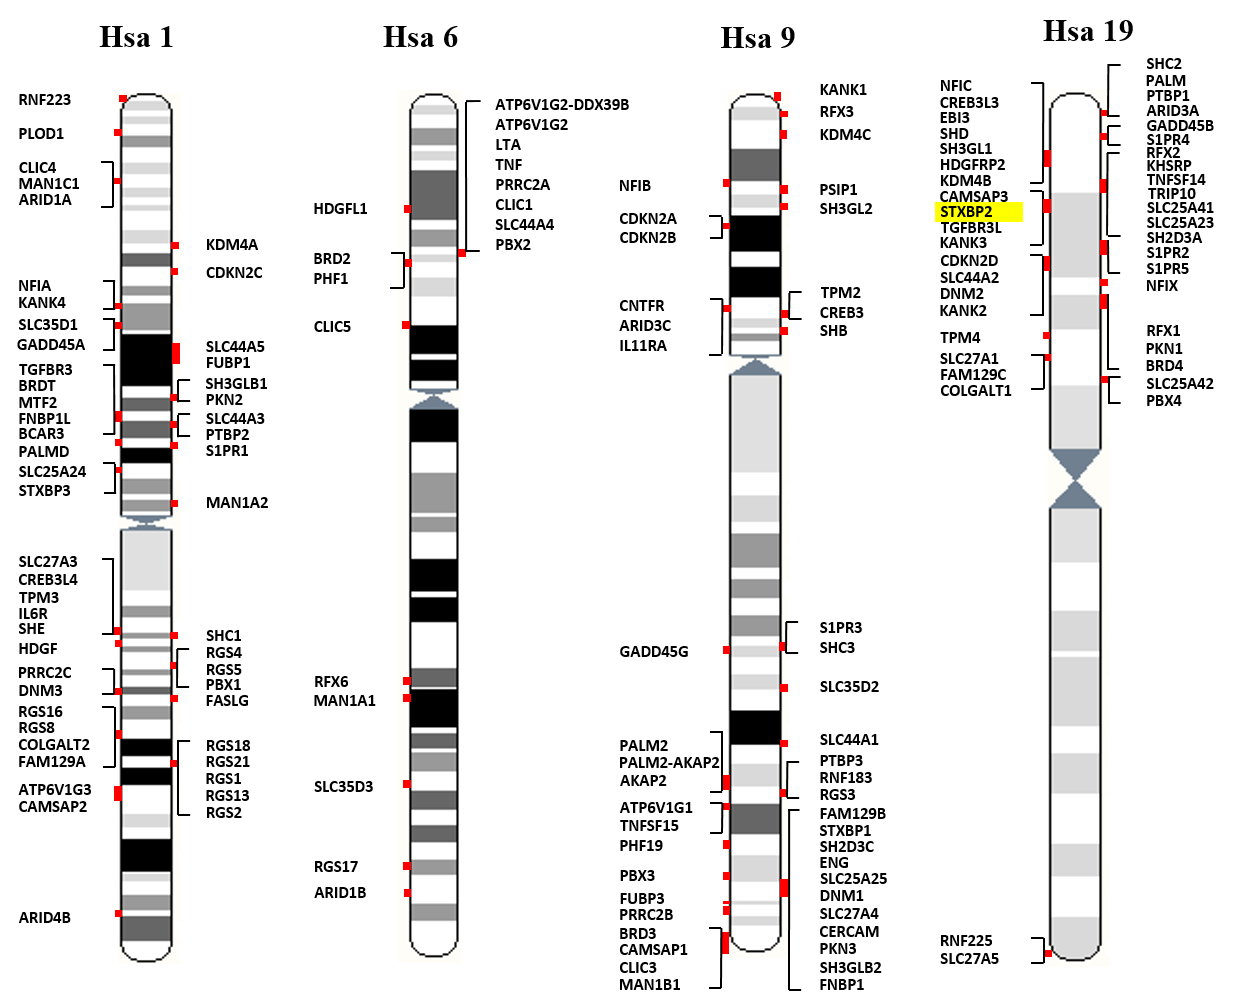 Hsa 1
RNF223
PLOD1
CLIC4
MAN1C1
ARID1A
NFIA
KANK4
SLC35D1
GADD45A
TGFBR3
BRDT
MTF2
FNBP1L
BCAR3
PALMD
SLC25A24
STXBP3
SLC27A3
CREB3L4
TPM3
IL6R
SHE
HDGF
PRRC2C
DNM3
RGS16
RGS8
COLGALT2
FAM129A
ATP6V1G3
CAMSAP2
ARID4B
KDM4A
CDKN2C
SLC44A5
FUBP1
SH3GLB1
PKN2
SLC44A3
PTBP2
S1PR1
MAN1A2
SHC1
RGS4
RGS5
PBX1
FASLG
RGS18
RGS21
RGS1
RGS13
RGS2
Hsa 6
HDGFL1
BRD2
PHF1
CLIC5
RFX6
MAN1A1
SLC35D3
RGS17
ARID1B
ATP6V1G2-DDX39B
ATP6V1G2
LTA
TNF
PRRC2A
CLIC1
SLC44A4
PBX2
Hsa 9
NFIB
CDKN2A
CDKN2B
CNTFR
ARID3C
IL11RA
GADD45G
PALM2
PALM2-AKAP2
AKAP2
ATP6V1G1
TNFSF15
PHF19
PBX3
FUBP3
PRRC2B
BRD3
CAMSAP1
CLIC3
MAN1B1
KANK1
RFX3
KDM4C
PSIP1
SH3GL2
TPM2
CREB3
SHB
S1PR3
SHC3
SLC35D2
SLC44A1
PTBP3
RNF183
RGS3
FAM129B
STXBP1
SH2D3C
ENG
SLC25A25
DNM1
SLC27A4
CERCAM
PKN3
SH3GLB2
FNBP1
Hsa 19
NFIC
CREB3L3
EBI3
SHD
SH3GL1
HDGFRP2
KDM4B
CAMSAP3
STXBP2
TGFBR3L
KANK3
CDKN2D
SLC44A2
DNM2
KANK2
TPM4
SLC27A1
FAM129C
COLGALT1
RNF225
SLC27A5
SHC2
PALM
PTBP1
ARID3A
GADD45B
S1PR4
RFX2
KHSRP
TNFSF14
TRIP10
SLC25A41
SLC25A23
SH2D3A
S1PR2
S1PR5
NFIX
RFX1
PKN1
BRD4
SLC25A42
PBX4